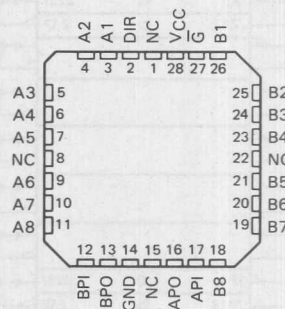 A2 A1 DIR NC VCC G̅ B1
4 3 2 1 28 27 26
A3 5 25 B2
A4 6 24 B3
A5 7 23 B4
NC 8 22 NC
A6 9 21 B5
A7 10 20 B6
A8 11 19 B7
12 13 14 15 16 17 18
BPI BPO GND NC APO API B8